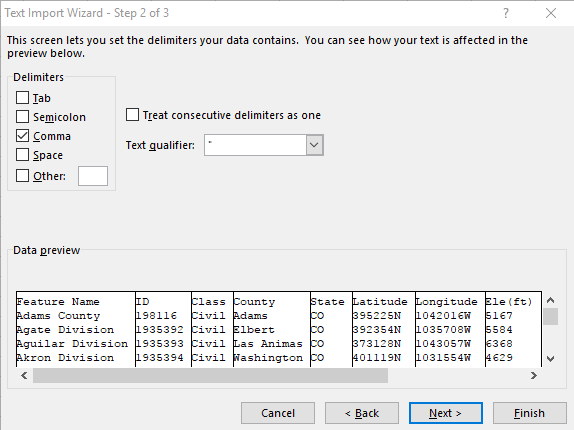 Text Import Wizard - Step 2 of 3 ? ×
This screen lets you set the delimiters your data contains. You can see how your text is affected in the
preview below.
Delimiters
Tab
Semicolon
Comma
Space
Other:
Treat consecutive delimiters as one
Text qualifier: "
Data preview
Feature Name ID Class County State Latitude Longitude Ele(ft)
Adams County 198116 Civil Adams CO 395225N 1042016W 5167
Agate Division 1935392 Civil Elbert CO 392354N 1035708W 5584
Aguilar Division 1935393 Civil Las Animas CO 373128N 1043057W 6368
Akron Division 1935394 Civil Washington CO 401119N 1031554W 4629
Cancel < Back Next > Finish